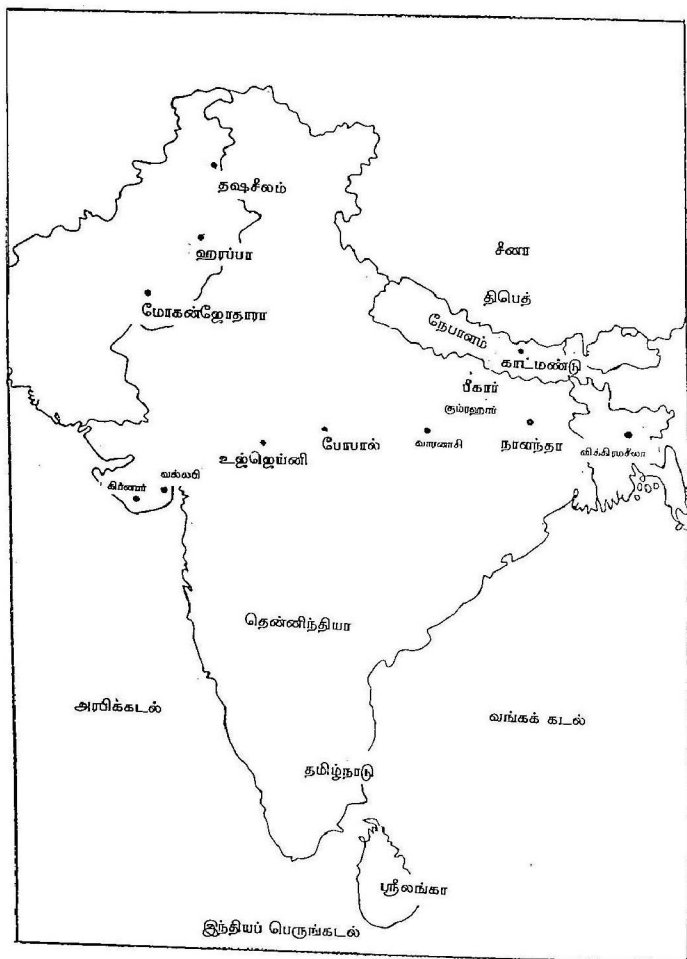 தஷசீலம்
ஹரப்பா
சீனா
மோகன்ஜோதாரா
திபெத்
நேபாளம்
காட்மண்டு
பீகார்
கும்ரஹார்
உஜ்ஜெய்னி
போபால்
வாரணாசி
நாளந்தா
விக்கிரமசீலா
கிர்னார்
வல்லபி
தென்னிந்தியா
அரபிக்கடல்
வங்கக் கடல்
தமிழ்நாடு
ஸ்ரீலங்கா
இந்தியப் பெருங்கடல்